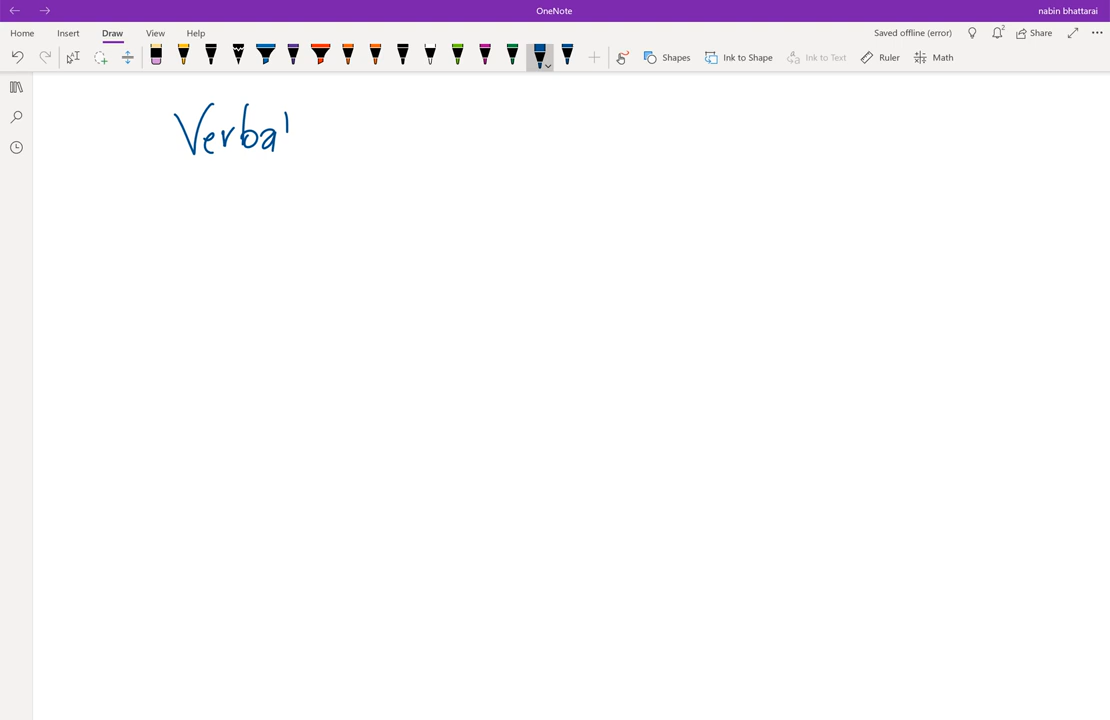 OneNote
nabin bhattarai
Home Insert Draw View Help
Saved offline (error)
2
Share
Shapes
Ink to Shape
Ink to Text
Ruler
Math
Verbal